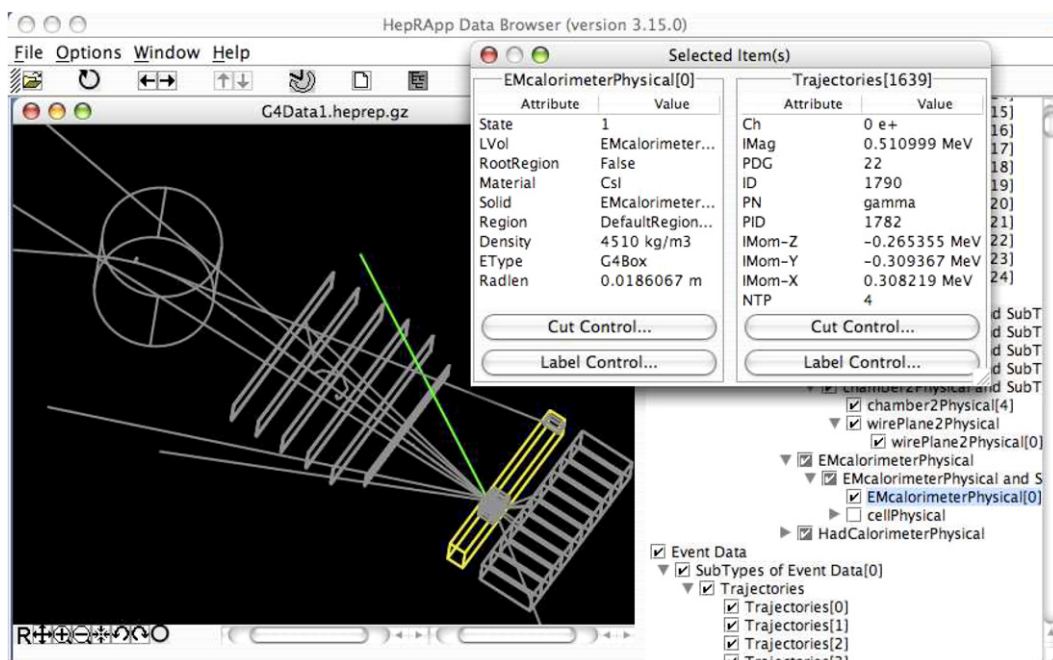 HepRApp Data Browser (version 3.15.0)
File Options Window Help
G4Data1.heprep.gz
Selected Item(s)
EMcalorimeterPhysical[0]
Attribute Value
State 1
LVol EMcalorimeter...
RootRegion False
Material CsI
Solid EMcalorimeter...
Region DefaultRegion...
Density 4510 kg/m3
EType G4Box
Radlen 0.0186067 m
Cut Control...
Label Control...
Trajectories[1639]
Attribute Value
Ch 0 e+
IMag 0.510999 MeV
PDG 22
ID 1790
PN gamma
PID 1782
IMom-Z -0.265355 MeV
IMom-Y -0.309367 MeV
IMom-X 0.308219 MeV
NTP 4
Cut Control...
Label Control...
15]
16]
17]
18]
19]
20]
21]
22]
23]
24]
nd SubT
nd SubT
nd SubT
nd SubT
chamber2Physical and SubT
chamber2Physical[4]
wirePlane2Physical
wirePlane2Physical[0]
EMcalorimeterPhysical
EMcalorimeterPhysical and S
EMcalorimeterPhysical[0]
cellPhysical
HadCalorimeterPhysical
Event Data
SubTypes of Event Data[0]
Trajectories
Trajectories[0]
Trajectories[1]
Trajectories[2]
R